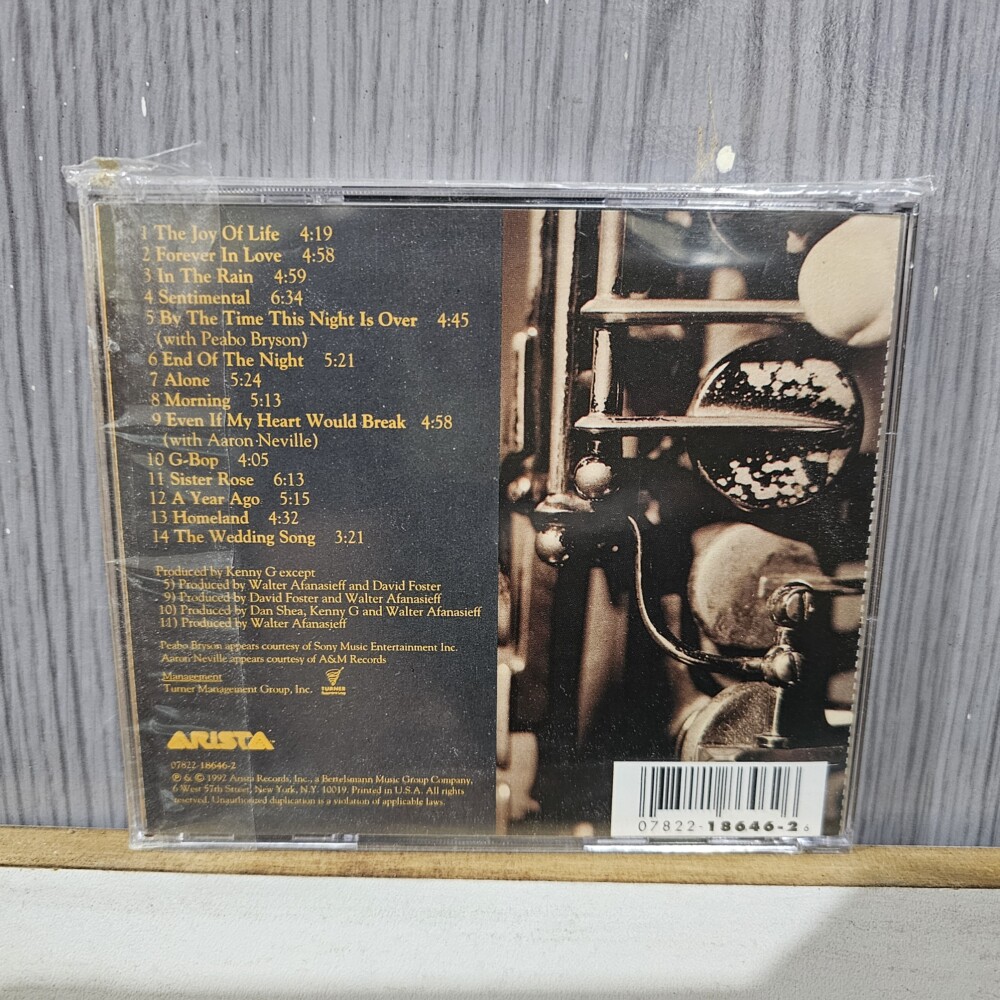 1 The Joy Of Life 4:19
2 Forever In Love 4:58
3 In The Rain 4:59
4 Sentimental 6:34
5 By The Time This Night Is Over 4:45
(with Peabo Bryson)
6 End Of The Night 5:21
7 Alone 5:24
8 Morning 5:13
9 Even If My Heart Would Break 4:58
(with Aaron Neville)
10 G-Bop 4:05
11 Sister Rose 6:13
12 A Year Ago 5:15
13 Homeland 4:32
14 The Wedding Song 3:21
Produced by Kenny G except
5) Produced by Walter Afanasieff and David Foster
9) Produced by David Foster and Walter Afanasieff
10) Produced by Dan Shea, Kenny G and Walter Afanasieff
11) Produced by Walter Afanasieff
Peabo Bryson appears courtesy of Sony Music Entertainment Inc.
Aaron Neville appears courtesy of A&M Records
Management
Turner Management Group, Inc.
TURNER
ARISTA
07822-18646-2
℗ & © 1992 Arista Records, Inc., a Bertelsmann Music Group Company,
6 West 57th Street, New York, N.Y. 10019. Printed in U.S.A. All rights
reserved. Unauthorized duplication is a violation of applicable laws.
07822-18646-2 6